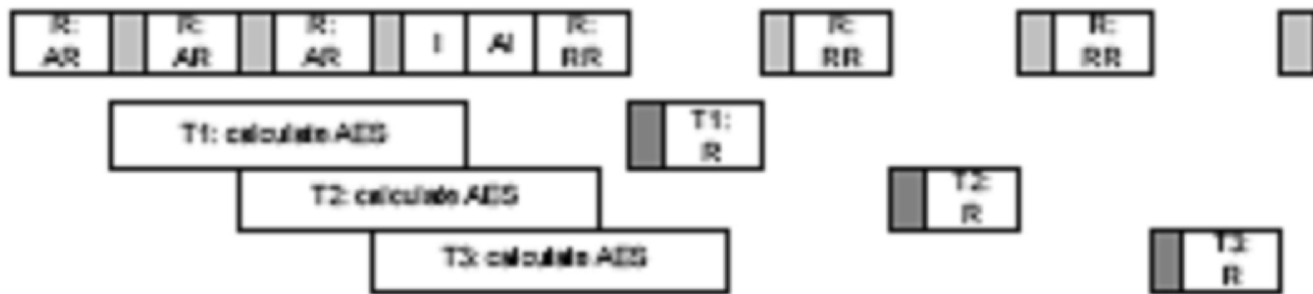 R:
AR
R:
AR
R:
AR
I
AI
R:
RR
R:
RR
R:
RR
T1: calculate AES
T1:
R
T2: calculate AES
T2:
R
T3: calculate AES
T3:
R